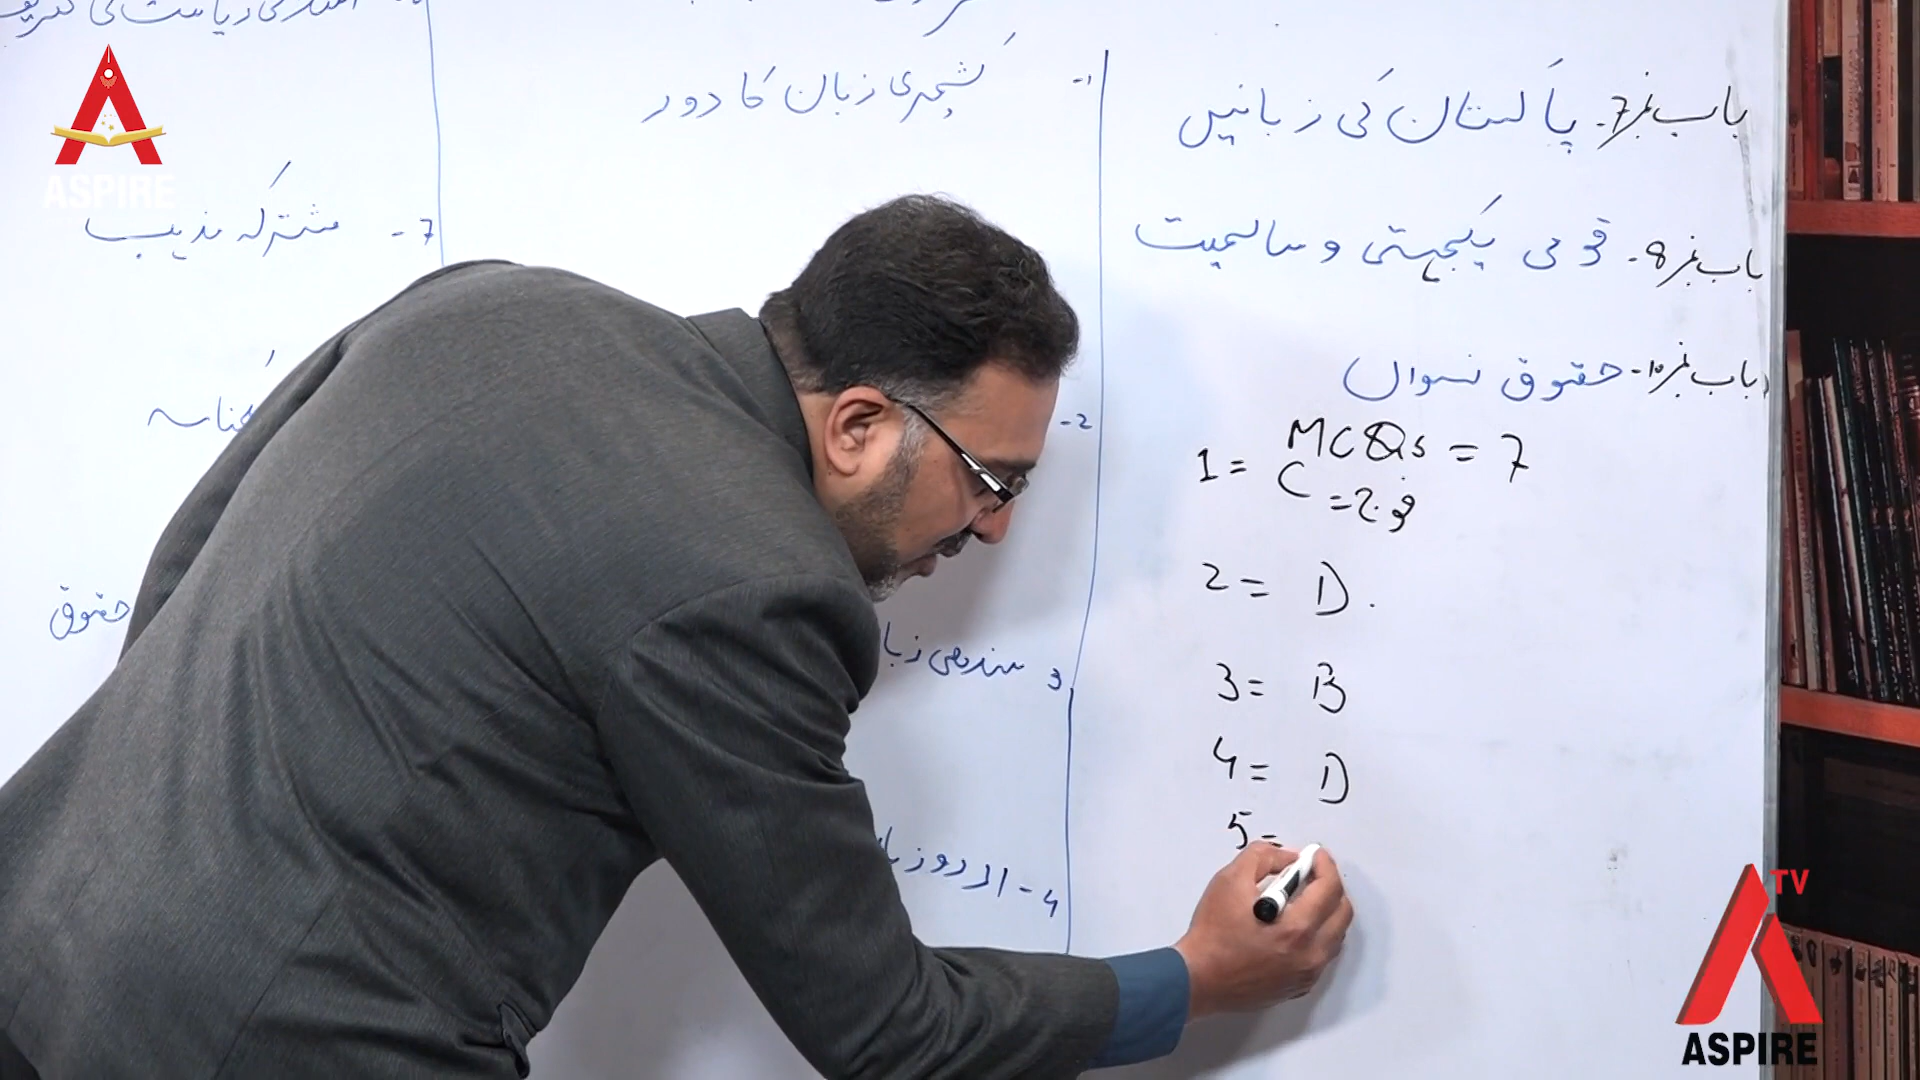 باب نمبر 7۔ پاکستان کی زبانیں
باب نمبر 8۔ قومی یکجہتی و سالمیت
باب نمبر 10۔ حقوق نسواں
MCQs = 7
1 = C
= فوج
2 = D.
3 = B
4 = D
5 =
1- کشمیری زبان کا دور
2-
3 سندھی زبا
4- اردو زبا
7- مشترکہ مذہب
حقوق
ASPIRE
TV
ASPIRE